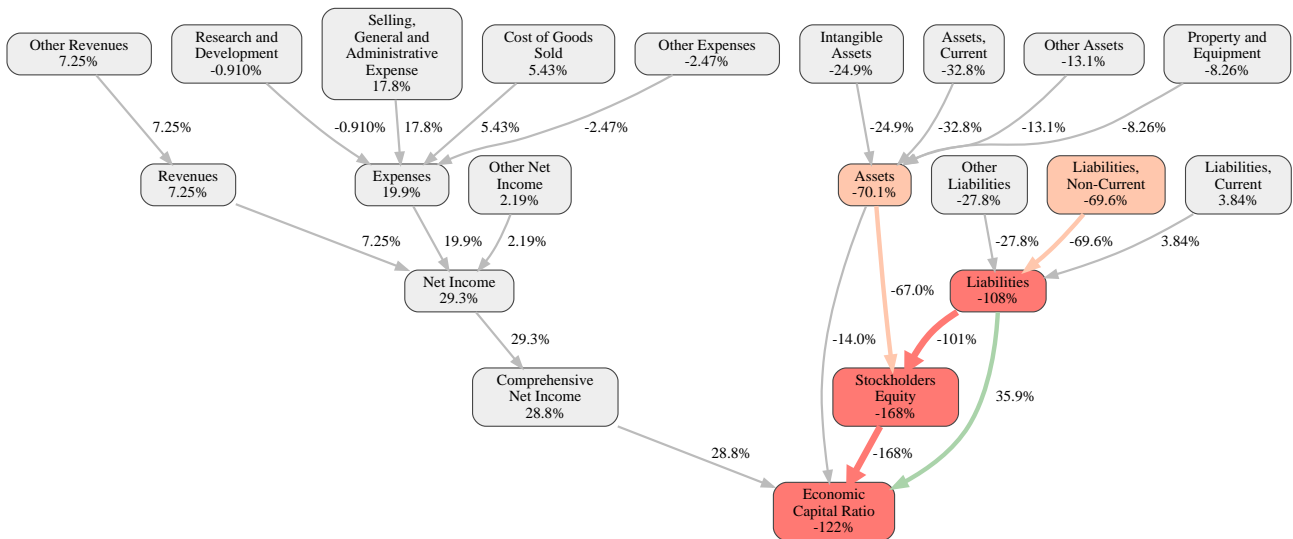 Other Revenues
7.25%
Research and
Development
-0.910%
Selling,
General and
Administrative
Expense
17.8%
Cost of Goods
Sold
5.43%
Other Expenses
-2.47%
Intangible
Assets
-24.9%
Assets,
Current
-32.8%
Other Assets
-13.1%
Property and
Equipment
-8.26%
7.25%
-0.910%
17.8%
5.43%
-2.47%
-24.9%
-32.8%
-13.1%
-8.26%
Revenues
7.25%
Expenses
19.9%
Other Net
Income
2.19%
Assets
-70.1%
Other
Liabilities
-27.8%
Liabilities,
Non-Current
-69.6%
Liabilities,
Current
3.84%
7.25%
19.9%
2.19%
-27.8%
-69.6%
3.84%
Net Income
29.3%
-67.0%
Liabilities
-108%
29.3%
-14.0%
-101%
Comprehensive
Net Income
28.8%
Stockholders
Equity
-168%
35.9%
28.8%
-168%
Economic
Capital Ratio
-122%